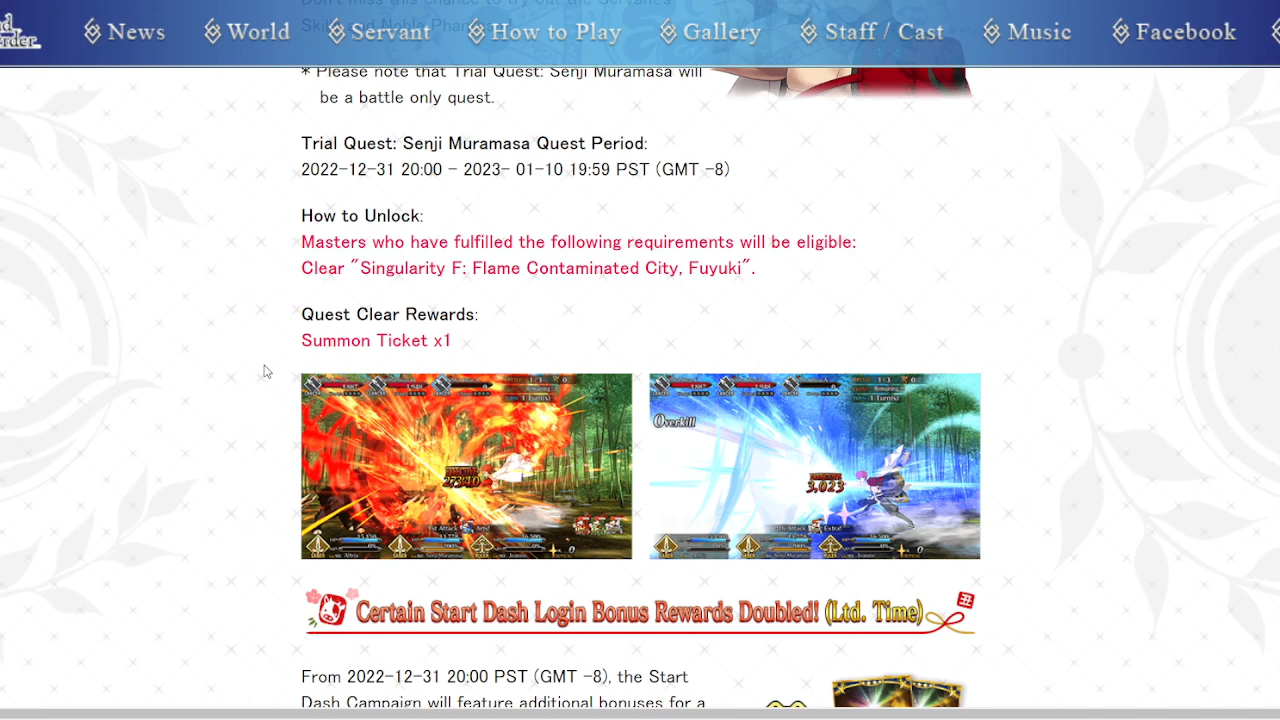 News
World
Servant
How to Play
Gallery
Staff / Cast
Music
Facebook
* Please note that Trial Quest: Senji Muramasa will
be a battle only quest.
Trial Quest: Senji Muramasa Quest Period:
2022-12-31 20:00 - 2023- 01-10 19:59 PST (GMT -8)
How to Unlock:
Masters who have fulfilled the following requirements will be eligible:
Clear "Singularity F: Flame Contaminated City, Fuyuki".
Quest Clear Rewards:
Summon Ticket x1
Overkill
3,023
Certain Start Dash Login Bonus Rewards Doubled! (Ltd. Time)
丑
From 2022-12-31 20:00 PST (GMT -8), the Start
Dash Campaign will feature additional bonuses for a